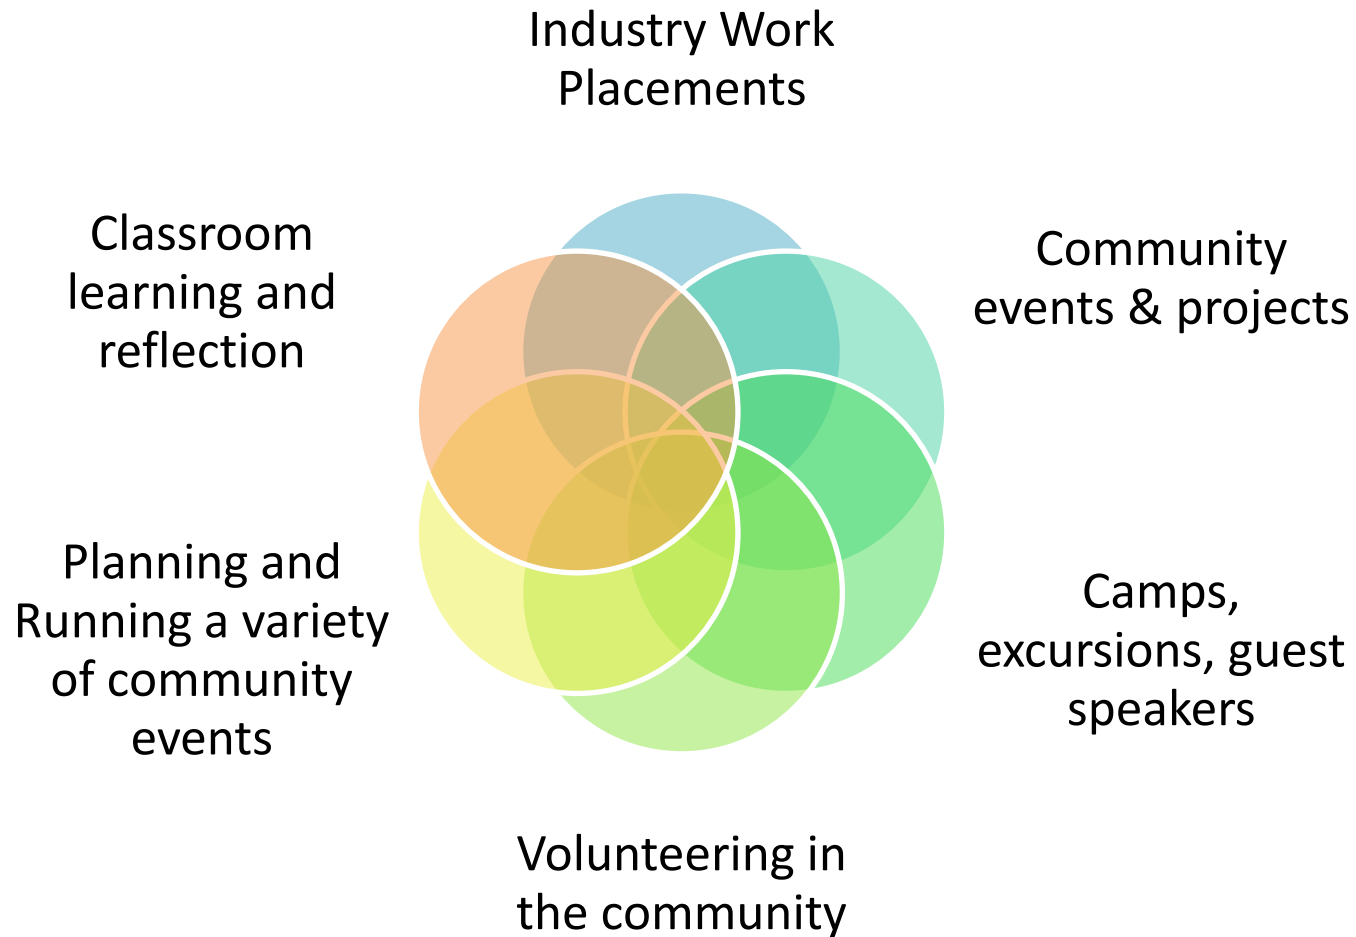 Industry Work
Placements
Classroom
learning and
reflection
Community
events & projects
Planning and
Running a variety
of community
events
Camps,
excursions, guest
speakers
Volunteering in
the community